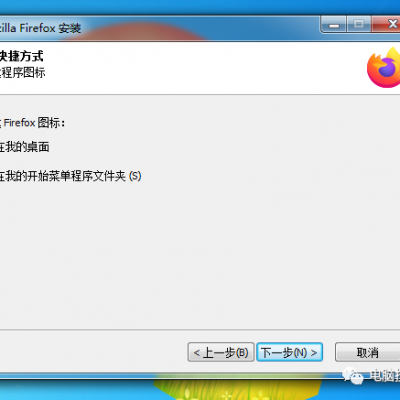 zilla Firefox 安装
快捷方式
程序图标
Firefox 图标：
在我的桌面
在我的开始菜单程序文件夹 (S)
< 上一步(B)
下一步(N) >
取消
电脑